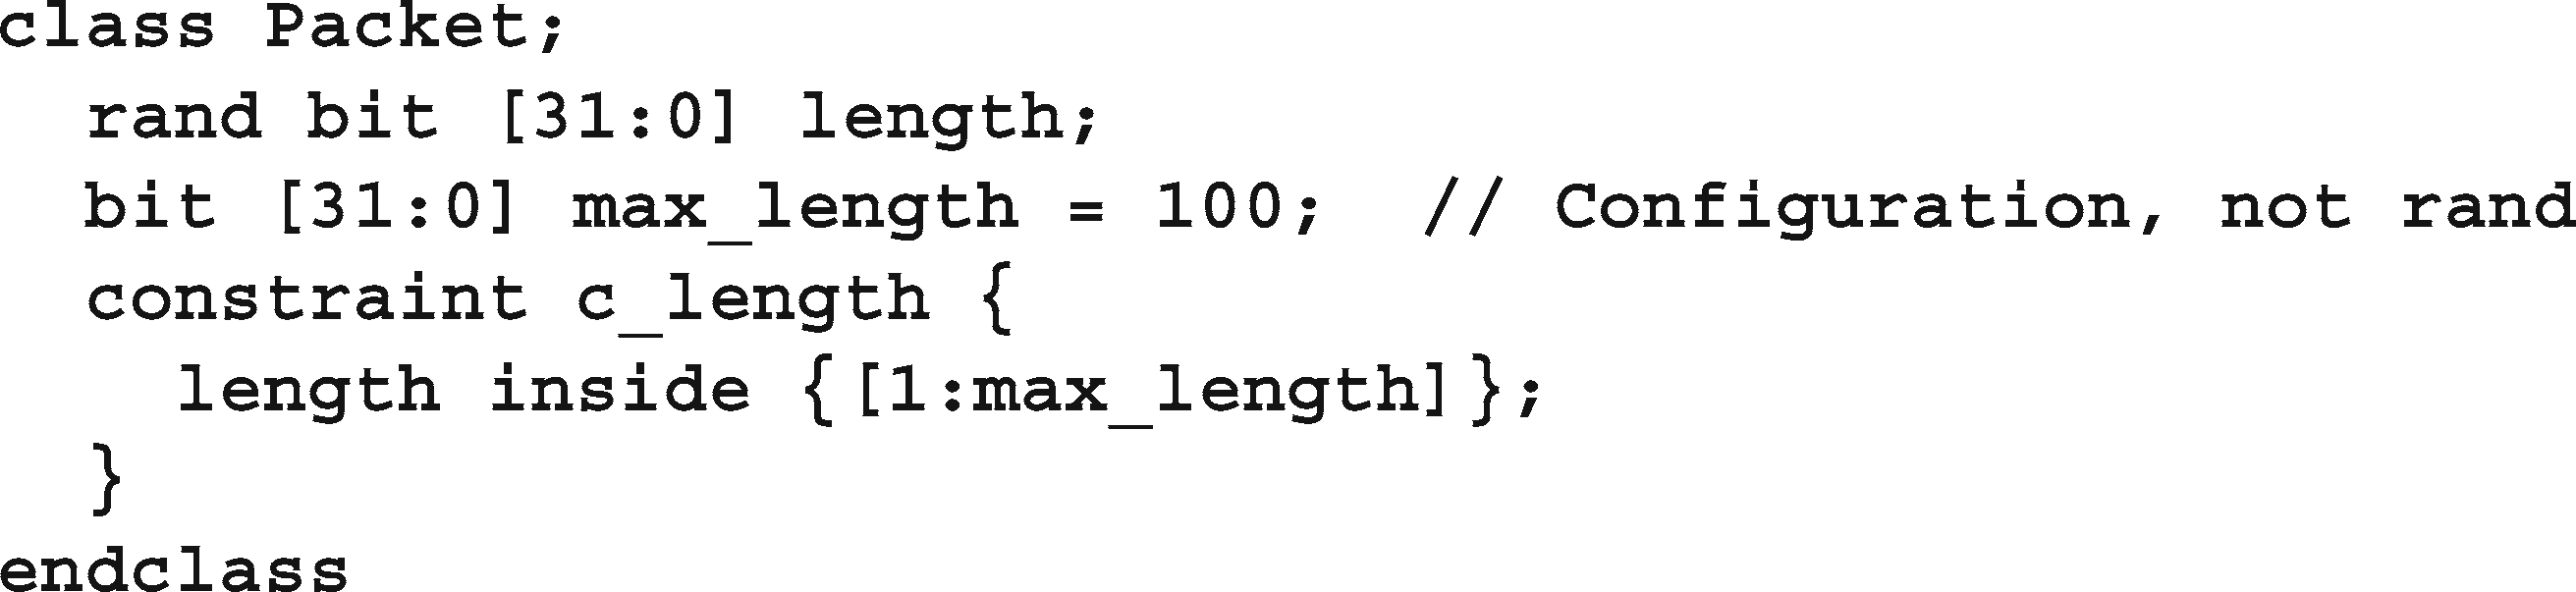 class Packet;
  rand bit [31:0] length;
  bit [31:0] max_length = 100;  // Configuration, not rand
  constraint c_length {
    length inside {[1:max_length]};
  }
endclass